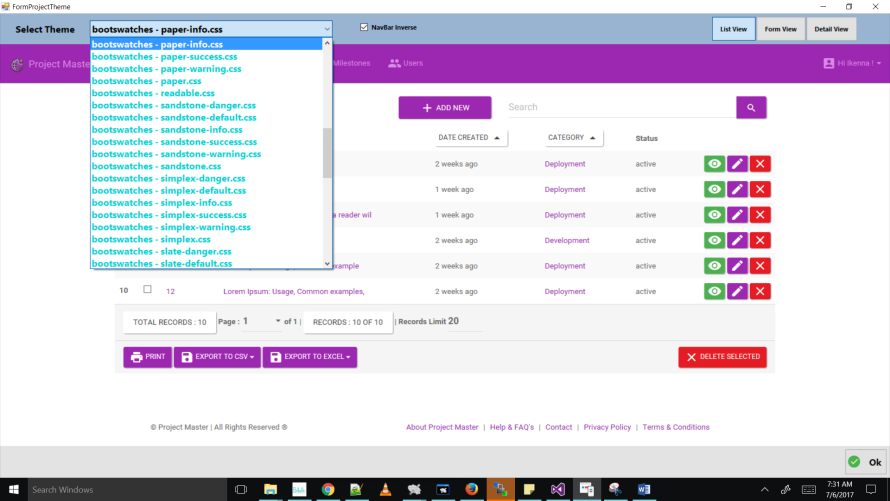 FormProjectTheme
Select Theme
bootswatches - paper-info.css
NavBar Inverse
List View
Form View
Detail View
bootswatches - paper-info.css
bootswatches - paper-success.css
bootswatches - paper-warning.css
bootswatches - paper.css
bootswatches - readable.css
bootswatches - sandstone-danger.css
bootswatches - sandstone-default.css
bootswatches - sandstone-info.css
bootswatches - sandstone-success.css
bootswatches - sandstone-warning.css
bootswatches - sandstone.css
bootswatches - simplex-danger.css
bootswatches - simplex-default.css
bootswatches - simplex-info.css
bootswatches - simplex-success.css
bootswatches - simplex-warning.css
bootswatches - simplex.css
bootswatches - slate-danger.css
bootswatches - slate-default.css
Project Maste
Milestones
Users
Hi Ikenna !
ADD NEW
Search
DATE CREATED
CATEGORY
Status
2 weeks ago Deployment active
1 week ago Deployment active
a reader wil 1 week ago Deployment active
2 weeks ago Development active
xample 2 weeks ago Deployment active
10 12 Lorem Ipsum: Usage, Common examples, 2 weeks ago Deployment active
TOTAL RECORDS : 10 Page : 1 of 1 | RECORDS : 10 OF 10 | Records Limit 20
PRINT EXPORT TO CSV EXPORT TO EXCEL DELETE SELECTED
© Project Master | All Rights Reserved ® About Project Master | Help & FAQ's | Contact | Privacy Policy | Terms & Conditions
Ok
Search Windows
7:31 AM
7/6/2017